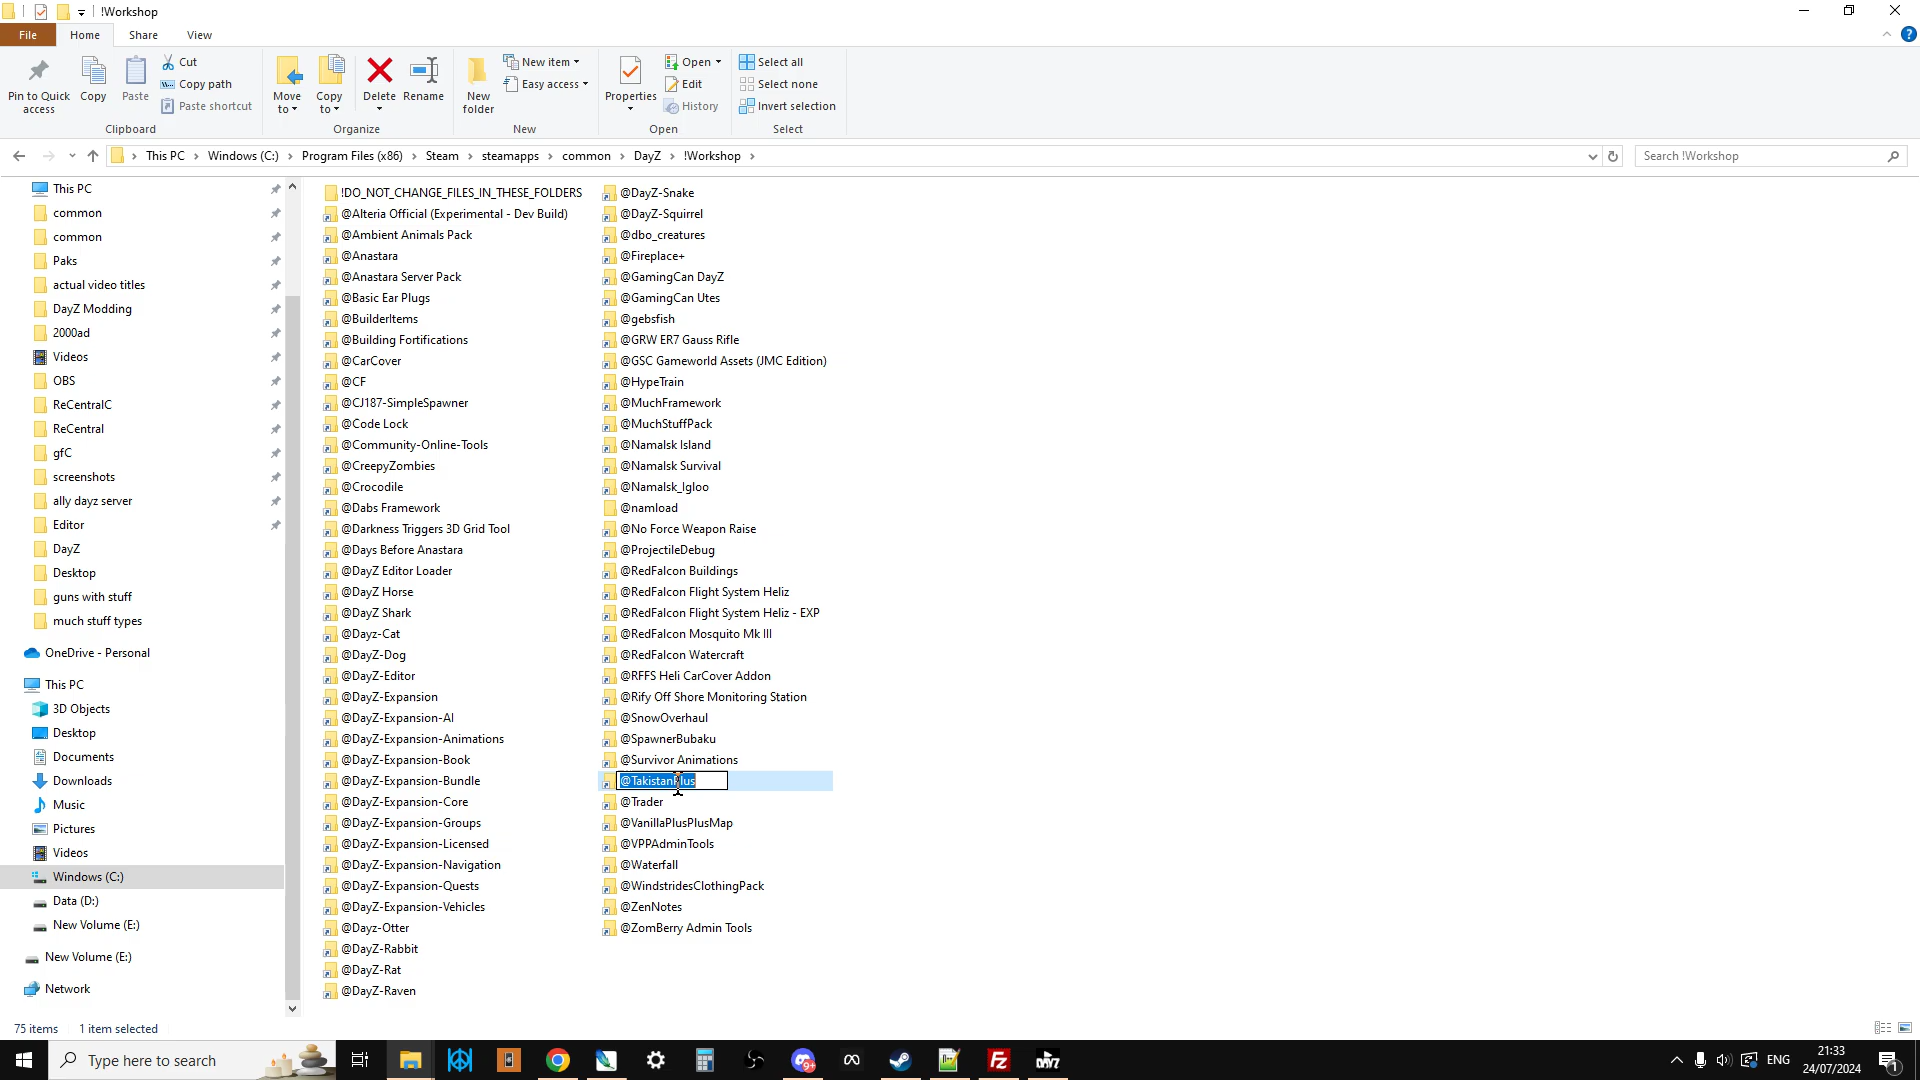 !Workshop
File
Home
Share
View
Pin to Quick access
Copy
Paste
Cut
Copy path
Paste shortcut
Clipboard
Move to
Copy to
Delete
Rename
Organize
New folder
New item
Easy access
New
Properties
Open
Edit
History
Open
Select all
Select none
Invert selection
Select
This PC
Windows (C:)
Program Files (x86)
Steam
steamapps
common
DayZ
!Workshop
Search !Workshop
This PC
common
common
Paks
actual video titles
DayZ Modding
2000ad
Videos
OBS
ReCentralC
ReCentral
gfC
screenshots
ally dayz server
Editor
DayZ
Desktop
guns with stuff
much stuff types
OneDrive - Personal
This PC
3D Objects
Desktop
Documents
Downloads
Music
Pictures
Videos
Windows (C:)
Data (D:)
New Volume (E:)
New Volume (E:)
Network
!DO_NOT_CHANGE_FILES_IN_THESE_FOLDERS
@Alteria Official (Experimental - Dev Build)
@Ambient Animals Pack
@Anastara
@Anastara Server Pack
@Basic Ear Plugs
@BuilderItems
@Building Fortifications
@CarCover
@CF
@CJ187-SimpleSpawner
@Code Lock
@Community-Online-Tools
@CreepyZombies
@Crocodile
@Dabs Framework
@Darkness Triggers 3D Grid Tool
@Days Before Anastara
@DayZ Editor Loader
@DayZ Horse
@DayZ Shark
@Dayz-Cat
@DayZ-Dog
@DayZ-Editor
@DayZ-Expansion
@DayZ-Expansion-AI
@DayZ-Expansion-Animations
@DayZ-Expansion-Book
@DayZ-Expansion-Bundle
@DayZ-Expansion-Core
@DayZ-Expansion-Groups
@DayZ-Expansion-Licensed
@DayZ-Expansion-Navigation
@DayZ-Expansion-Quests
@DayZ-Expansion-Vehicles
@Dayz-Otter
@DayZ-Rabbit
@DayZ-Rat
@DayZ-Raven
@DayZ-Snake
@DayZ-Squirrel
@dbo_creatures
@Fireplace+
@GamingCan DayZ
@GamingCan Utes
@gebsfish
@GRW ER7 Gauss Rifle
@GSC Gameworld Assets (JMC Edition)
@HypeTrain
@MuchFramework
@MuchStuffPack
@Namalsk Island
@Namalsk Survival
@Namalsk_Igloo
@namload
@No Force Weapon Raise
@ProjectileDebug
@RedFalcon Buildings
@RedFalcon Flight System Heliz
@RedFalcon Flight System Heliz - EXP
@RedFalcon Mosquito Mk III
@RedFalcon Watercraft
@RFFS Heli CarCover Addon
@Rify Off Shore Monitoring Station
@SnowOverhaul
@SpawnerBubaku
@Survivor Animations
@TakistanPlus
@Trader
@VanillaPlusPlusMap
@VPPAdminTools
@Waterfall
@WindstridesClothingPack
@ZenNotes
@ZomBerry Admin Tools
75 items
1 item selected
Type here to search
9+
DAYZ
ENG
21:33
24/07/2024
1